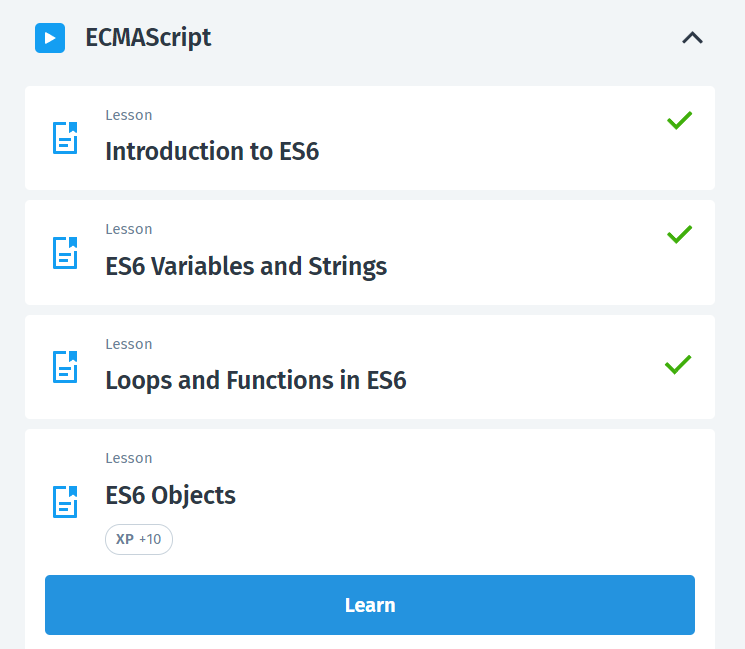 ECMAScript
Lesson
Introduction to ES6
Lesson
ES6 Variables and Strings
Lesson
Loops and Functions in ES6
Lesson
ES6 Objects
XP +10
Learn